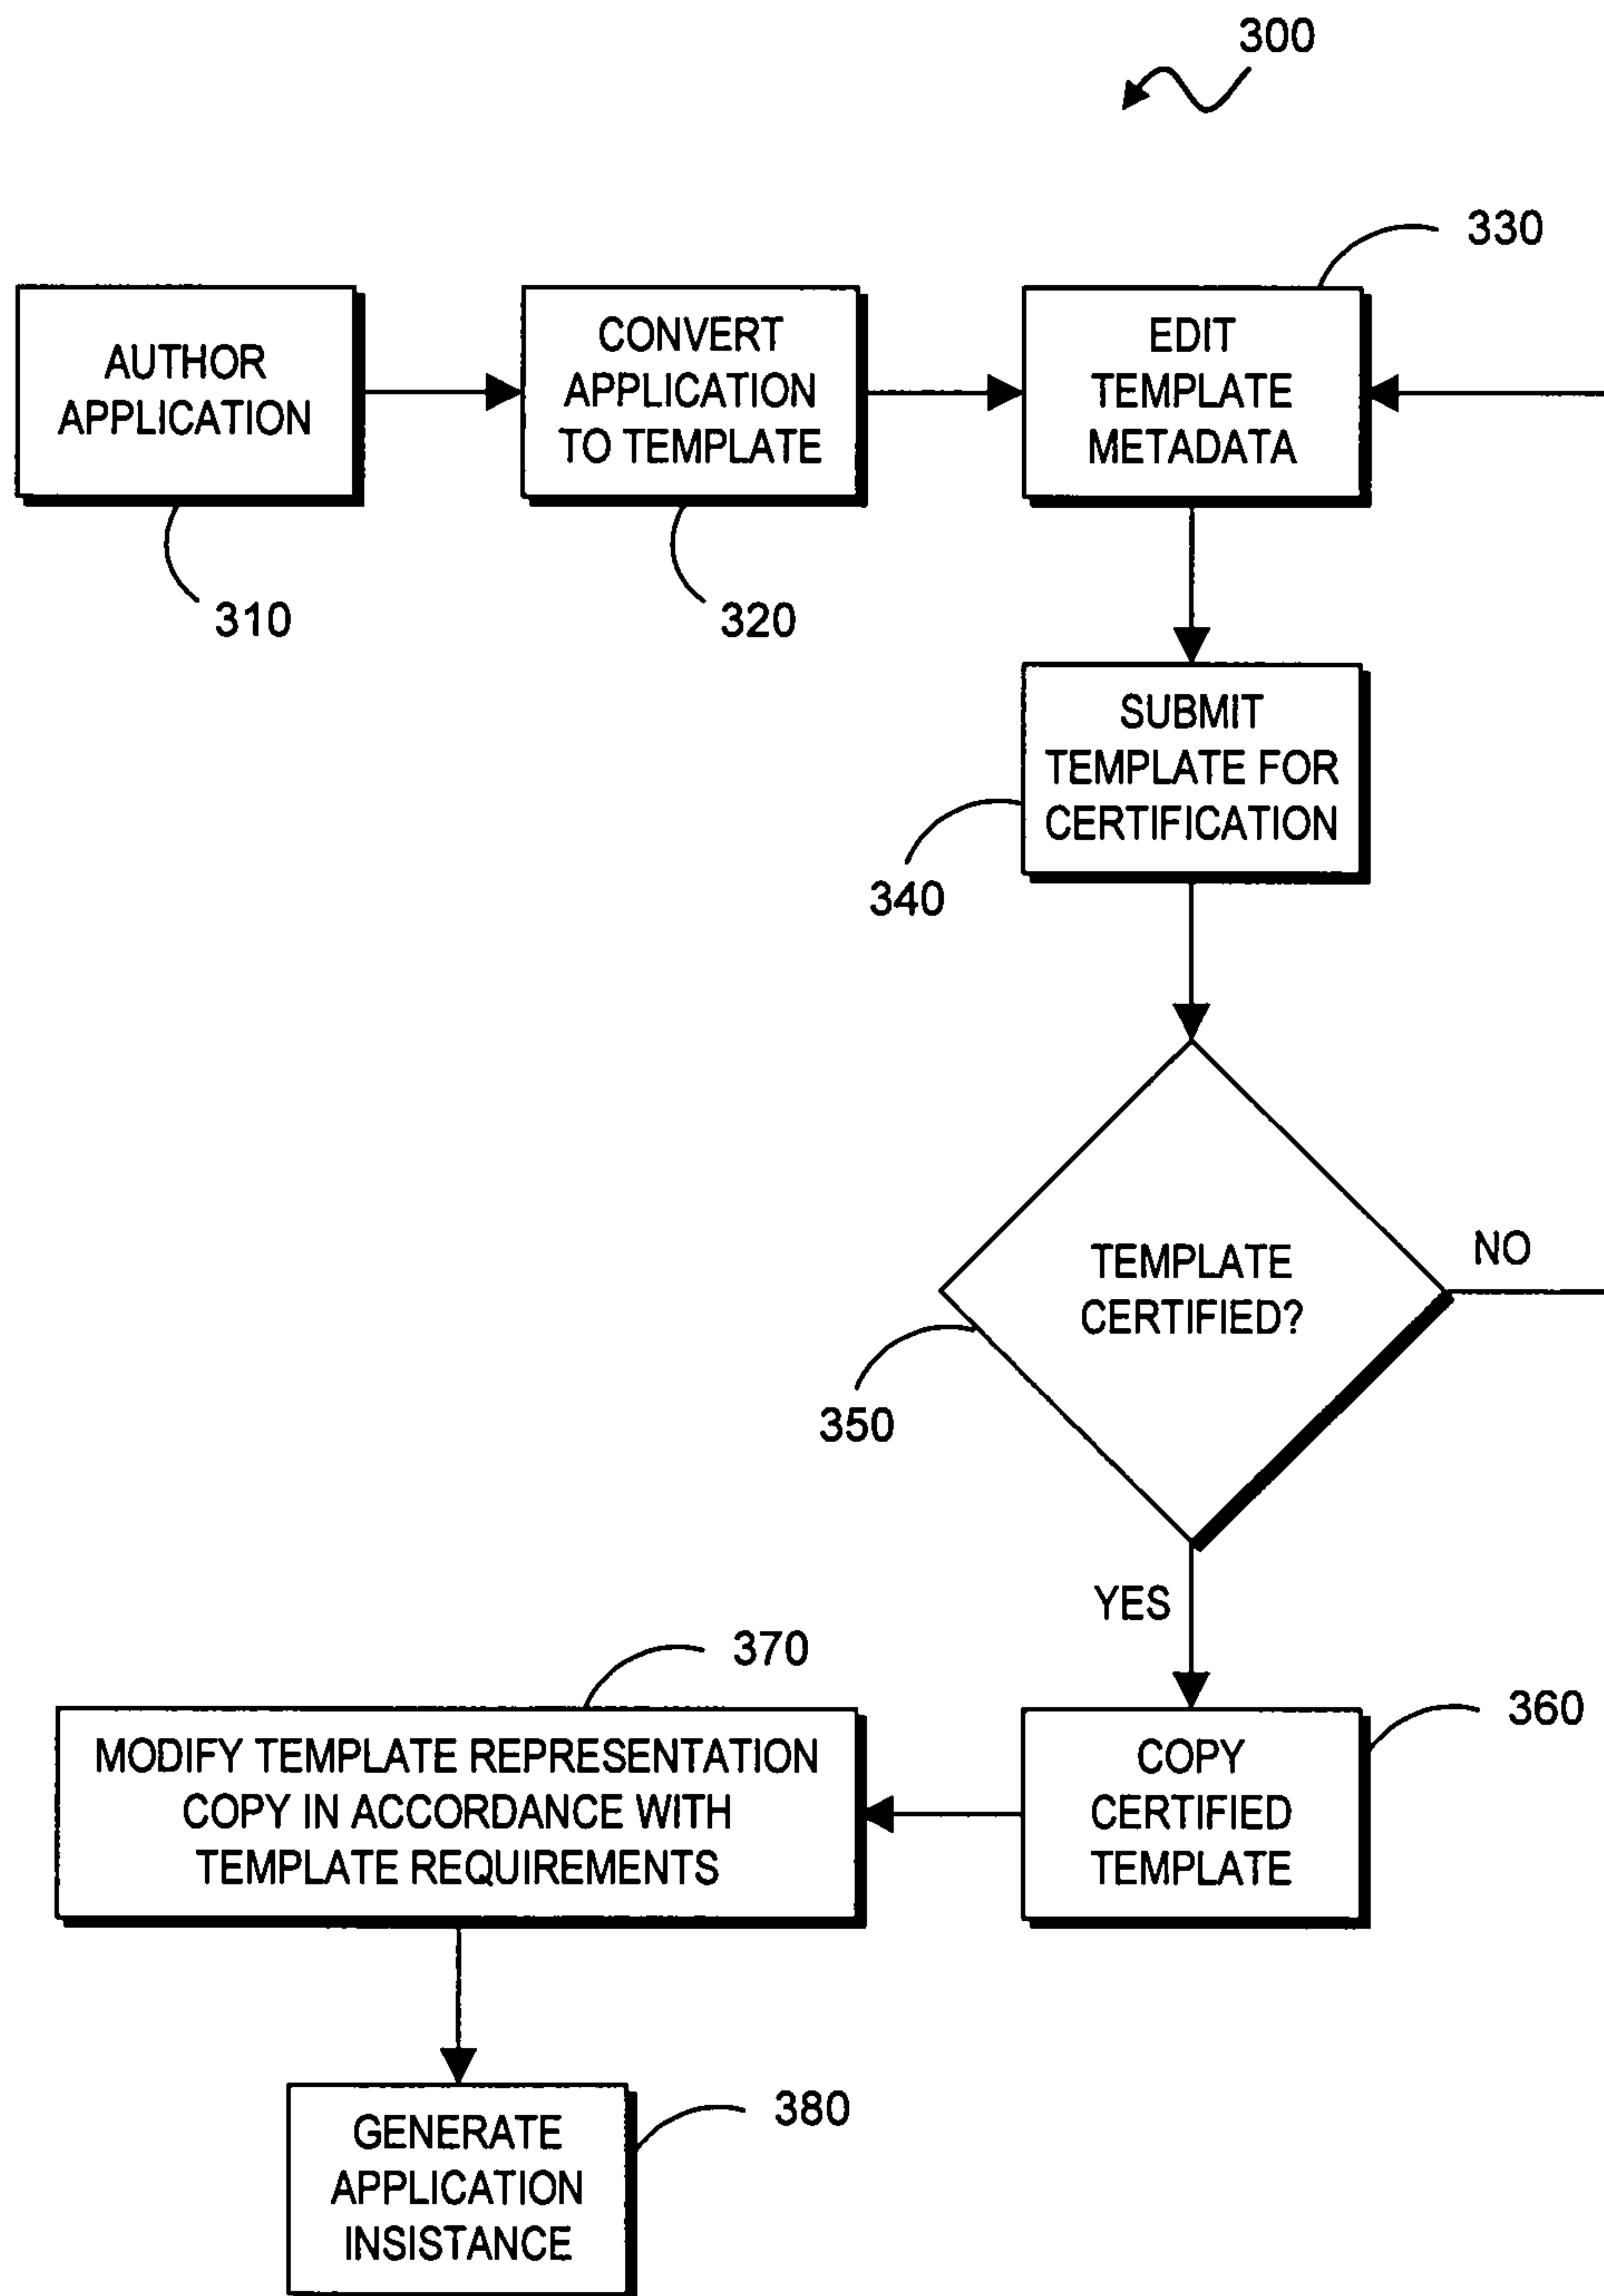 300
330
AUTHOR
APPLICATION
CONVERT
APPLICATION
TO TEMPLATE
EDIT
TEMPLATE
METADATA
310
320
SUBMIT
TEMPLATE FOR
CERTIFICATION
340
TEMPLATE
CERTIFIED?
NO
350
YES
370
360
MODIFY TEMPLATE REPRESENTATION
COPY IN ACCORDANCE WITH
TEMPLATE REQUIREMENTS
COPY
CERTIFIED
TEMPLATE
380
GENERATE
APPLICATION
INSISTANCE